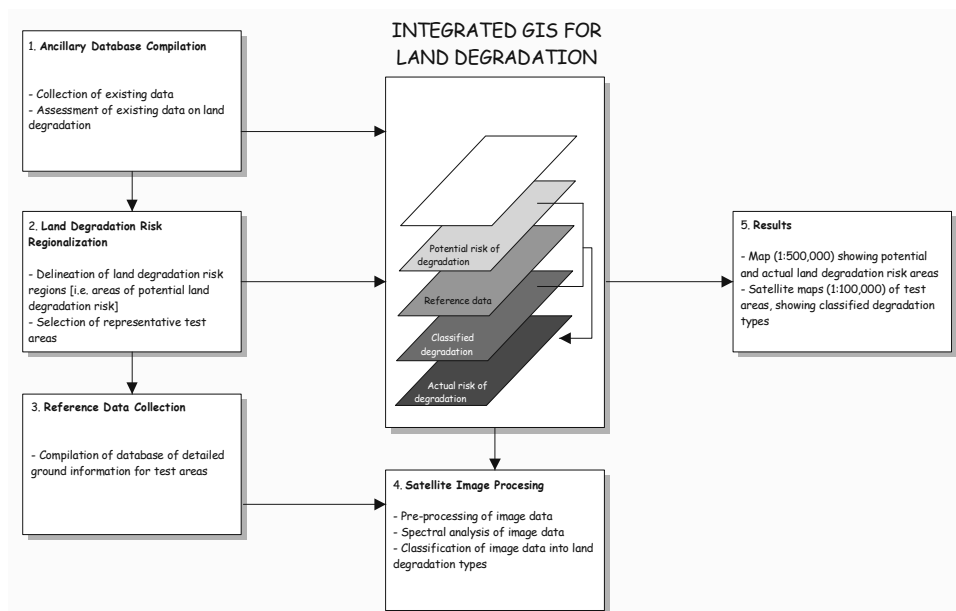 INTEGRATED GIS FOR
LAND DEGRADATION
1. Ancillary Database Compilation
- Collection of existing data
- Assessment of existing data on land
degradation
2. Land Degradation Risk
Regionalization
- Delineation of land degradation risk
regions [i.e. areas of potential land
degradation risk]
- Selection of representative test
areas
3. Reference Data Collection
- Compilation of database of detailed
ground information for test areas
Potential risk of
degradation
Reference data
Classified
degradation
Actual risk of
degradation
4. Satellite Image Procesing
- Pre-processing of image data
- Spectral analysis of image data
- Classification of image data into land
degradation types
5. Results
- Map (1:500,000) showing potential
and actual land degradation risk areas
- Satellite maps (1:100,000) of test
areas, showing classified degradation
types